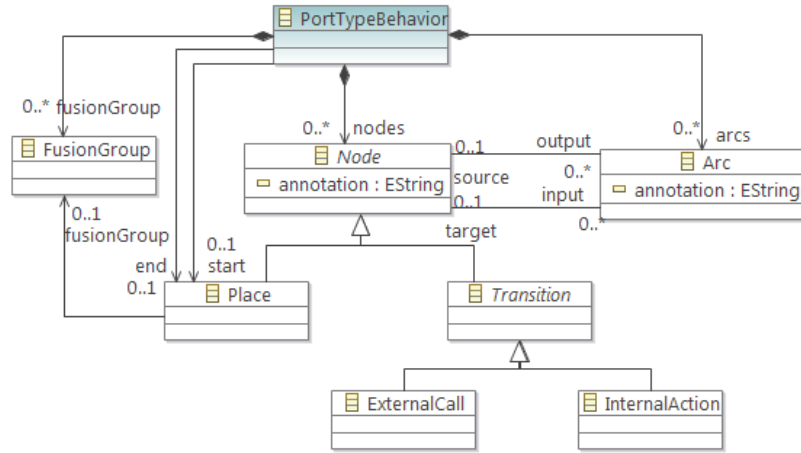 PortTypeBehavior
0..* fusionGroup
0..* nodes
0..*
arcs
FusionGroup
Node
annotation : EString
0..1
output
source
0..*
0..1
input
0..*
target
Arc
annotation : EString
0..1
fusionGroup
end
0..1
0..1
start
Place
Transition
ExternalCall
InternalAction